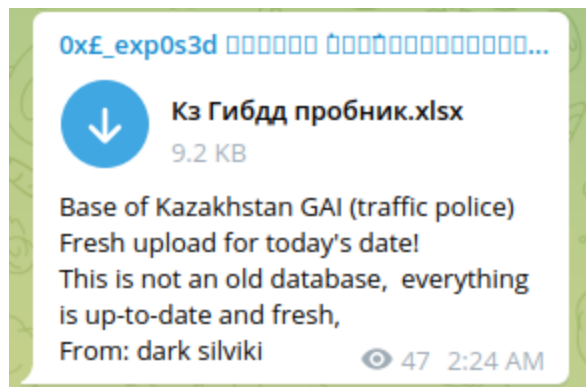 0x£_exp0s3d
Кз Гибдд пробник.xlsx
9.2 KB
Base of Kazakhstan GAI (traffic police)
Fresh upload for today's date!
This is not an old database, everything
is up-to-date and fresh,
From: dark silviki
47 2:24 AM